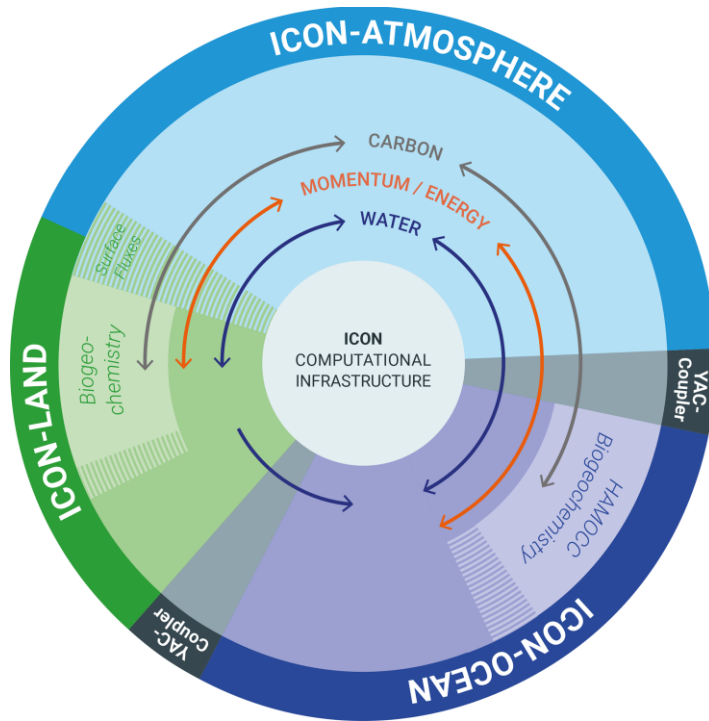 ICON-ATMOSPHERE
CARBON
MOMENTUM / ENERGY
WATER
Surface
Fluxes
ICON
COMPUTATIONAL
INFRASTRUCTURE
YAC-
Coupler
ICON-LAND
Biogeo-
chemistry
HAMOCC
Biogeochemistry
YAC-
Coupler
ICON-OCEAN